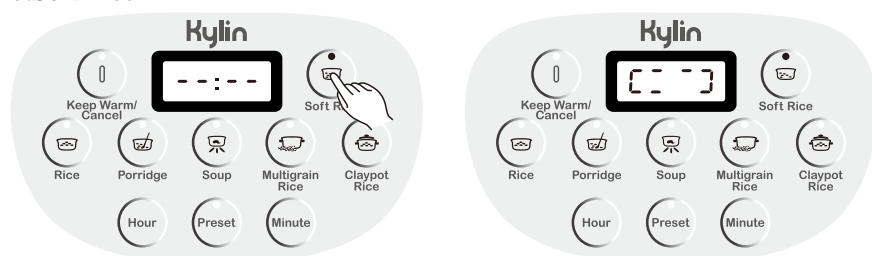 Kylin
--:--
Keep Warm/
Cancel
Soft R
Rice
Porridge
Soup
Multigrain
Rice
Claypot
Rice
Hour
Preset
Minute
Kylin
Keep Warm/
Cancel
Soft Rice
Rice
Porridge
Soup
Multigrain
Rice
Claypot
Rice
Hour
Preset
Minute